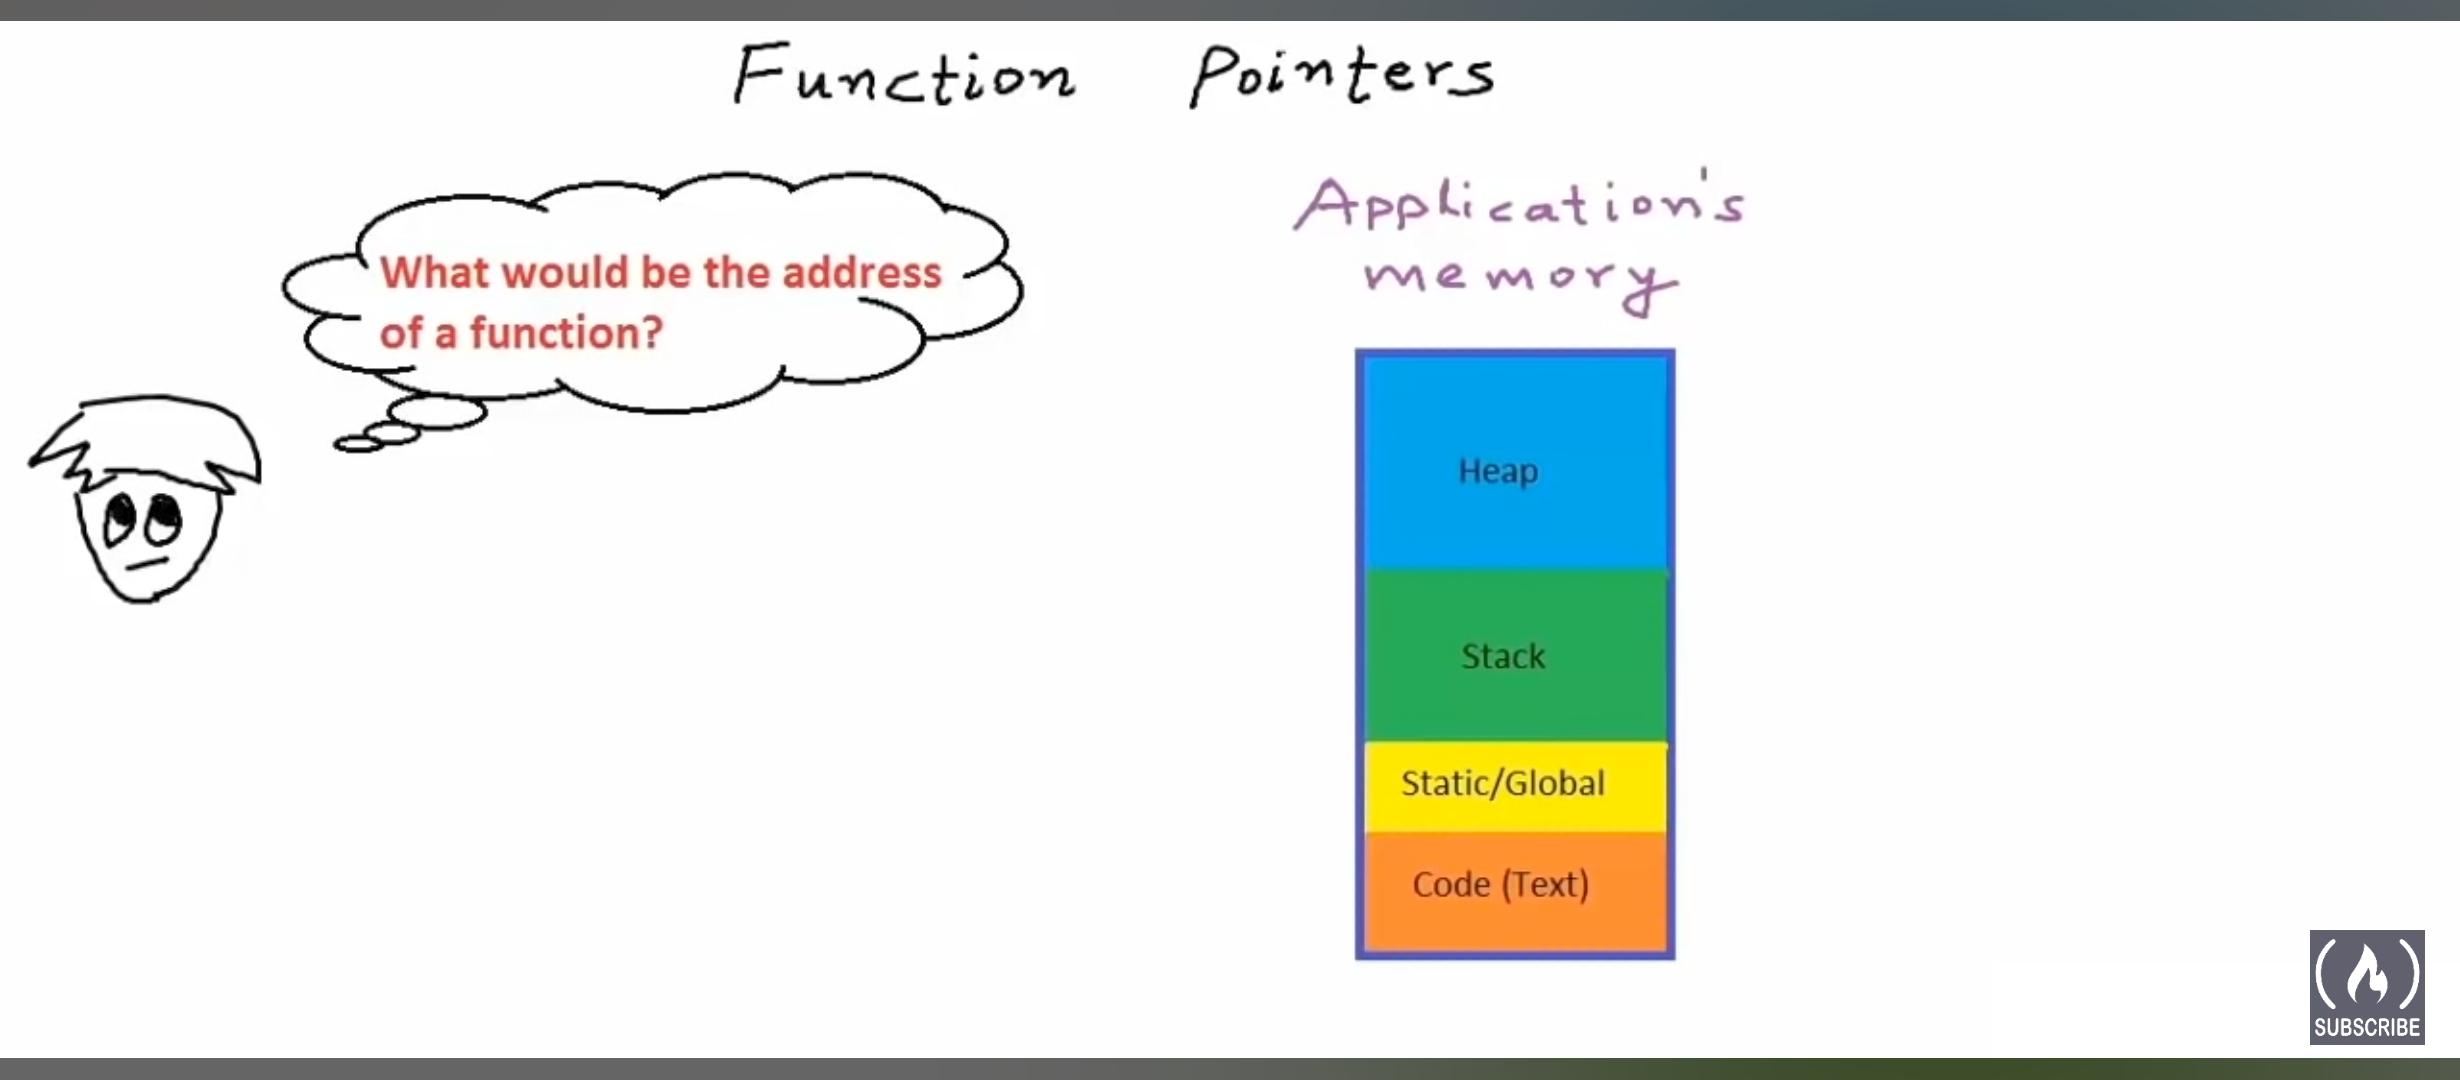 Function Pointers
What would be the address
of a function?
Application's
memory
Heap
Stack
Static/Global
Code (Text)
SUBSCRIBE